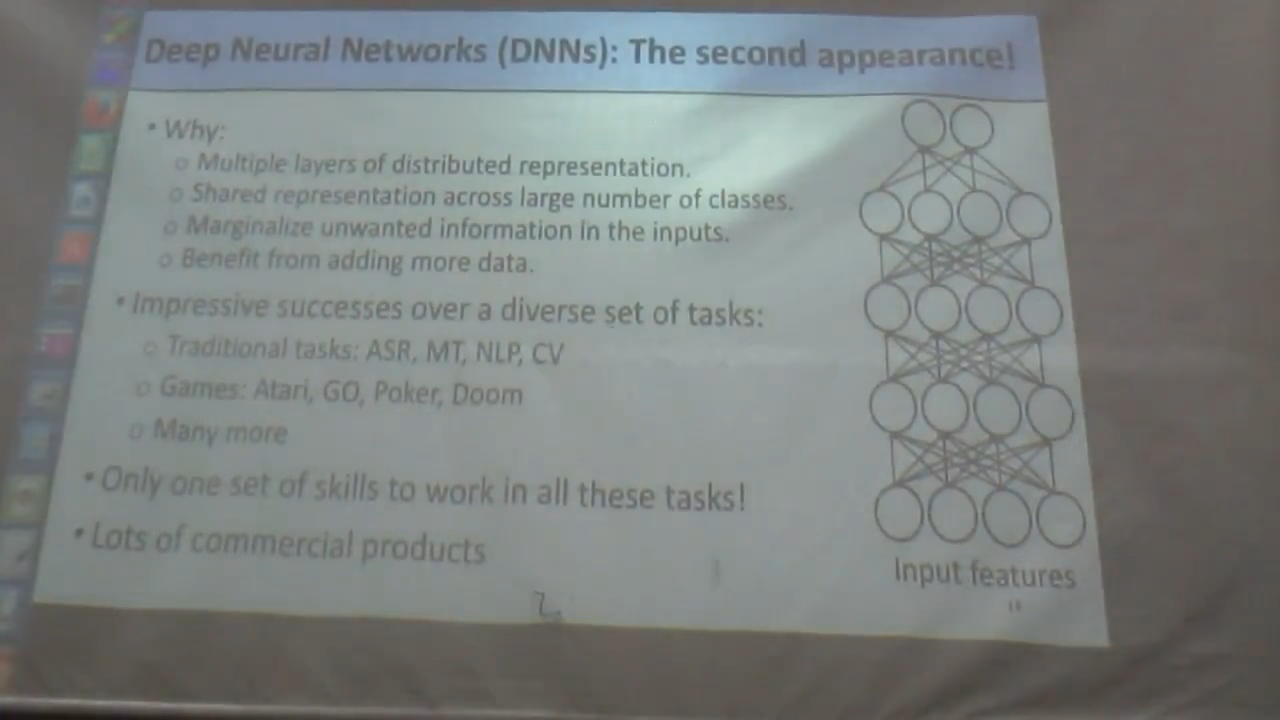 Deep Neural Networks (DNNs): The second appearance!
• Why:
o Multiple layers of distributed representation.
o Shared representation across large number of classes.
o Marginalize unwanted information in the inputs.
o Benefit from adding more data.
• Impressive successes over a diverse set of tasks:
o Traditional tasks: ASR, MT, NLP, CV
o Games: Atari, GO, Poker, Doom
o Many more
• Only one set of skills to work in all these tasks!
• Lots of commercial products
Input features